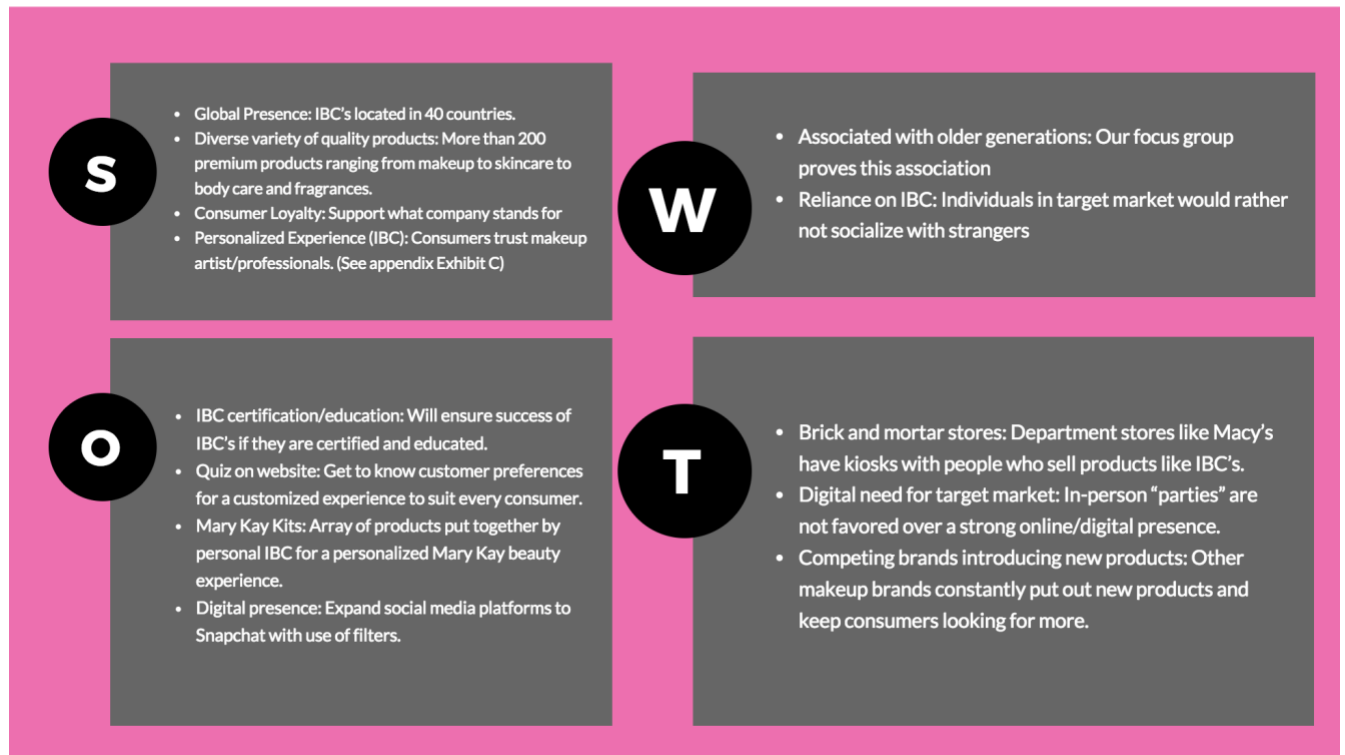 S
• Global Presence: IBC's located in 40 countries.
• Diverse variety of quality products: More than 200
premium products ranging from makeup to skincare to
body care and fragrances.
• Consumer Loyalty: Support what company stands for
• Personalized Experience (IBC): Consumers trust makeup
artist/professionals. (See appendix Exhibit C)
W
• Associated with older generations: Our focus group
proves this association
• Reliance on IBC: Individuals in target market would rather
not socialize with strangers
O
• IBC certification/education: Will ensure success of
IBC's if they are certified and educated.
• Quiz on website: Get to know customer preferences
for a customized experience to suit every consumer.
• Mary Kay Kits: Array of products put together by
personal IBC for a personalized Mary Kay beauty
experience.
• Digital presence: Expand social media platforms to
Snapchat with use of filters.
T
• Brick and mortar stores: Department stores like Macy's
have kiosks with people who sell products like IBC's.
• Digital need for target market: In-person “parties” are
not favored over a strong online/digital presence.
• Competing brands introducing new products: Other
makeup brands constantly put out new products and
keep consumers looking for more.